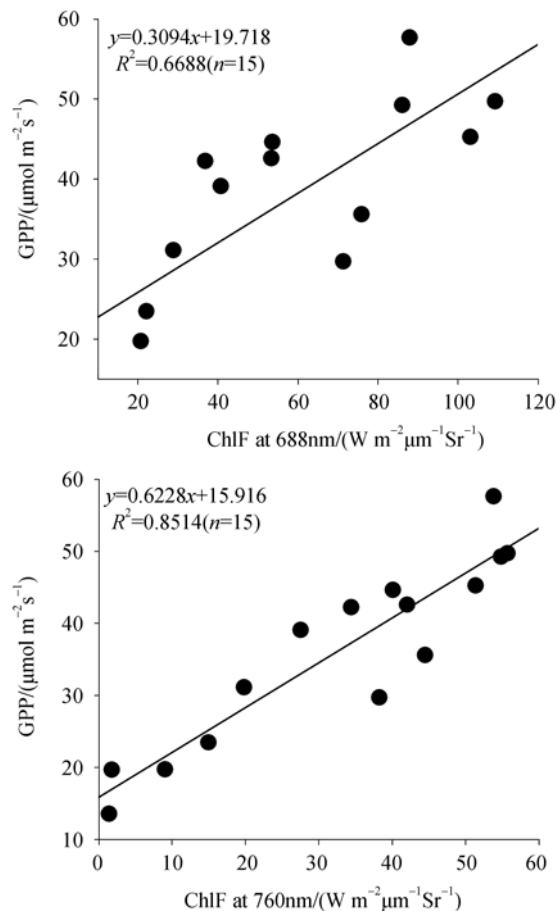 60
y=0.3094x+19.718
R²=0.6688(n=15)
50
40
30
20
GPP/(μmol m⁻²s⁻¹)
20 40 60 80 100 120
ChlF at 688nm/(W m⁻²μm⁻¹Sr⁻¹)
60
y=0.6228x+15.916
R²=0.8514(n=15)
50
40
30
20
10
GPP/(μmol m⁻²s⁻¹)
0 10 20 30 40 50 60
ChlF at 760nm/(W m⁻²μm⁻¹Sr⁻¹)